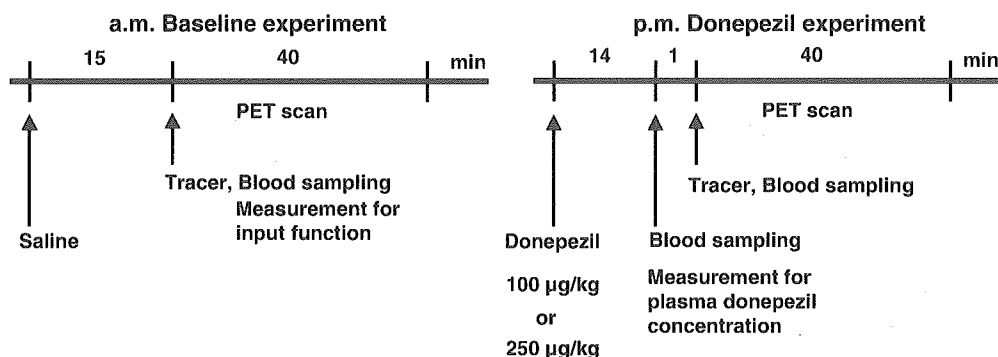 a.m. Baseline experiment
15 40 min
PET scan
Tracer, Blood sampling
Measurement for
input function
Saline
p.m. Donepezil experiment
14 1 40 min
PET scan
Tracer, Blood sampling
Donepezil
100 µg/kg
or
250 µg/kg
Blood sampling
Measurement for
plasma donepezil
concentration